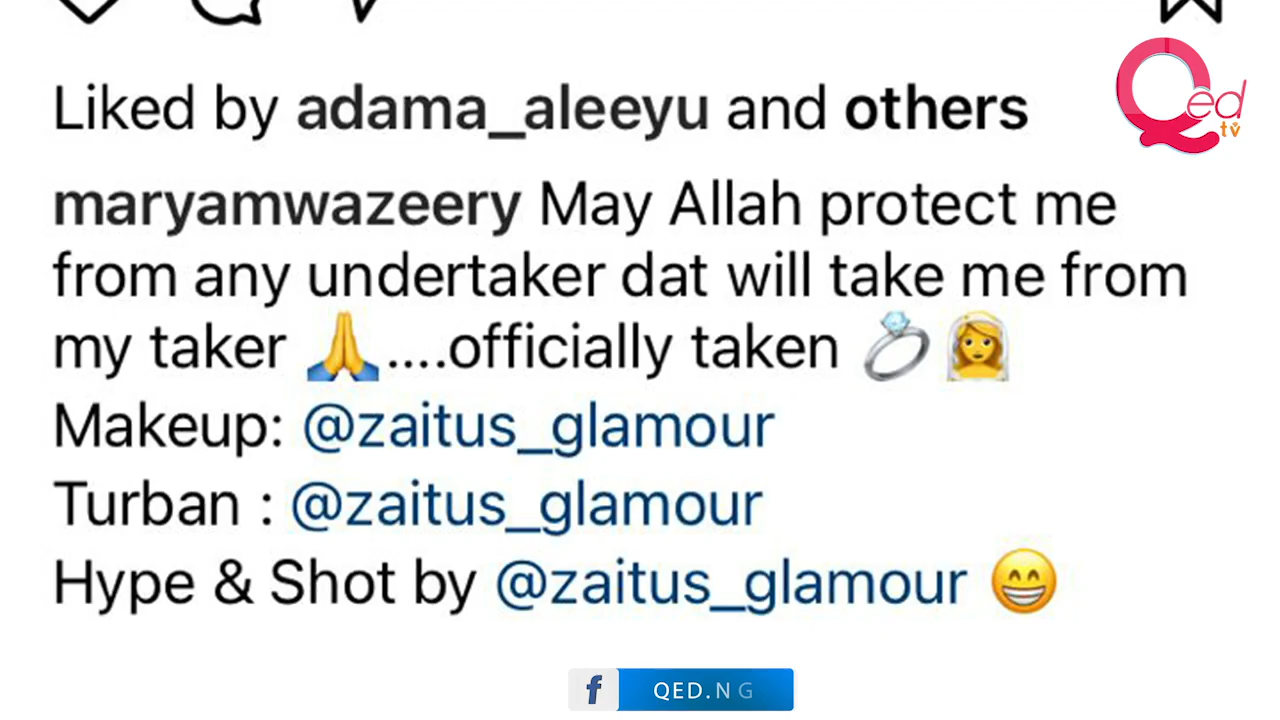 Liked by adama_aleeyu and others
Qed
tv
maryamwazeery May Allah protect me
from any undertaker dat will take me from
my taker 🙏....officially taken 💍 👰
Makeup: @zaitus_glamour
Turban : @zaitus_glamour
Hype & Shot by @zaitus_glamour 😁
f QED.NG